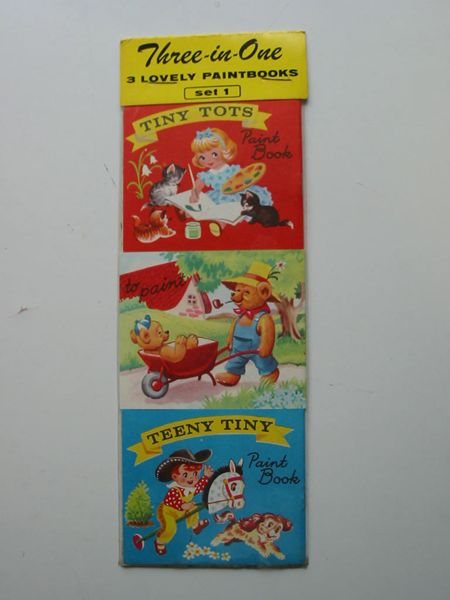 Three-in-One
3 LOVELY PAINTBOOKS
set 1
TINY TOTS
Paint
Book
to paint
TEENY TINY
Paint
Book